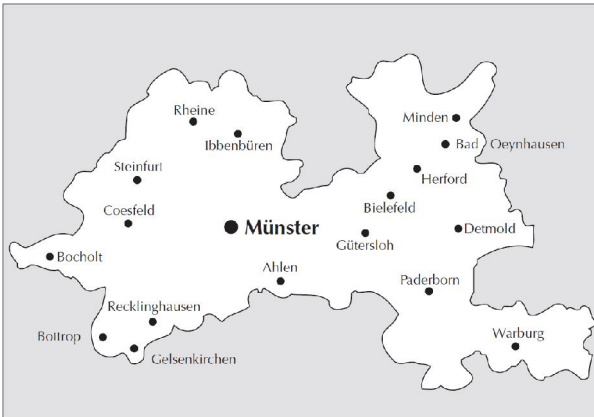 Rheine
Minden
Ibbenbüren
Bad Oeynhausen
Steinfurt
Herford
Bielefeld
Coesfeld
Münster
Detmold
Gütersloh
Bocholt
Ahlen
Paderborn
Recklinghausen
Bottrop
Warburg
Gelsenkirchen